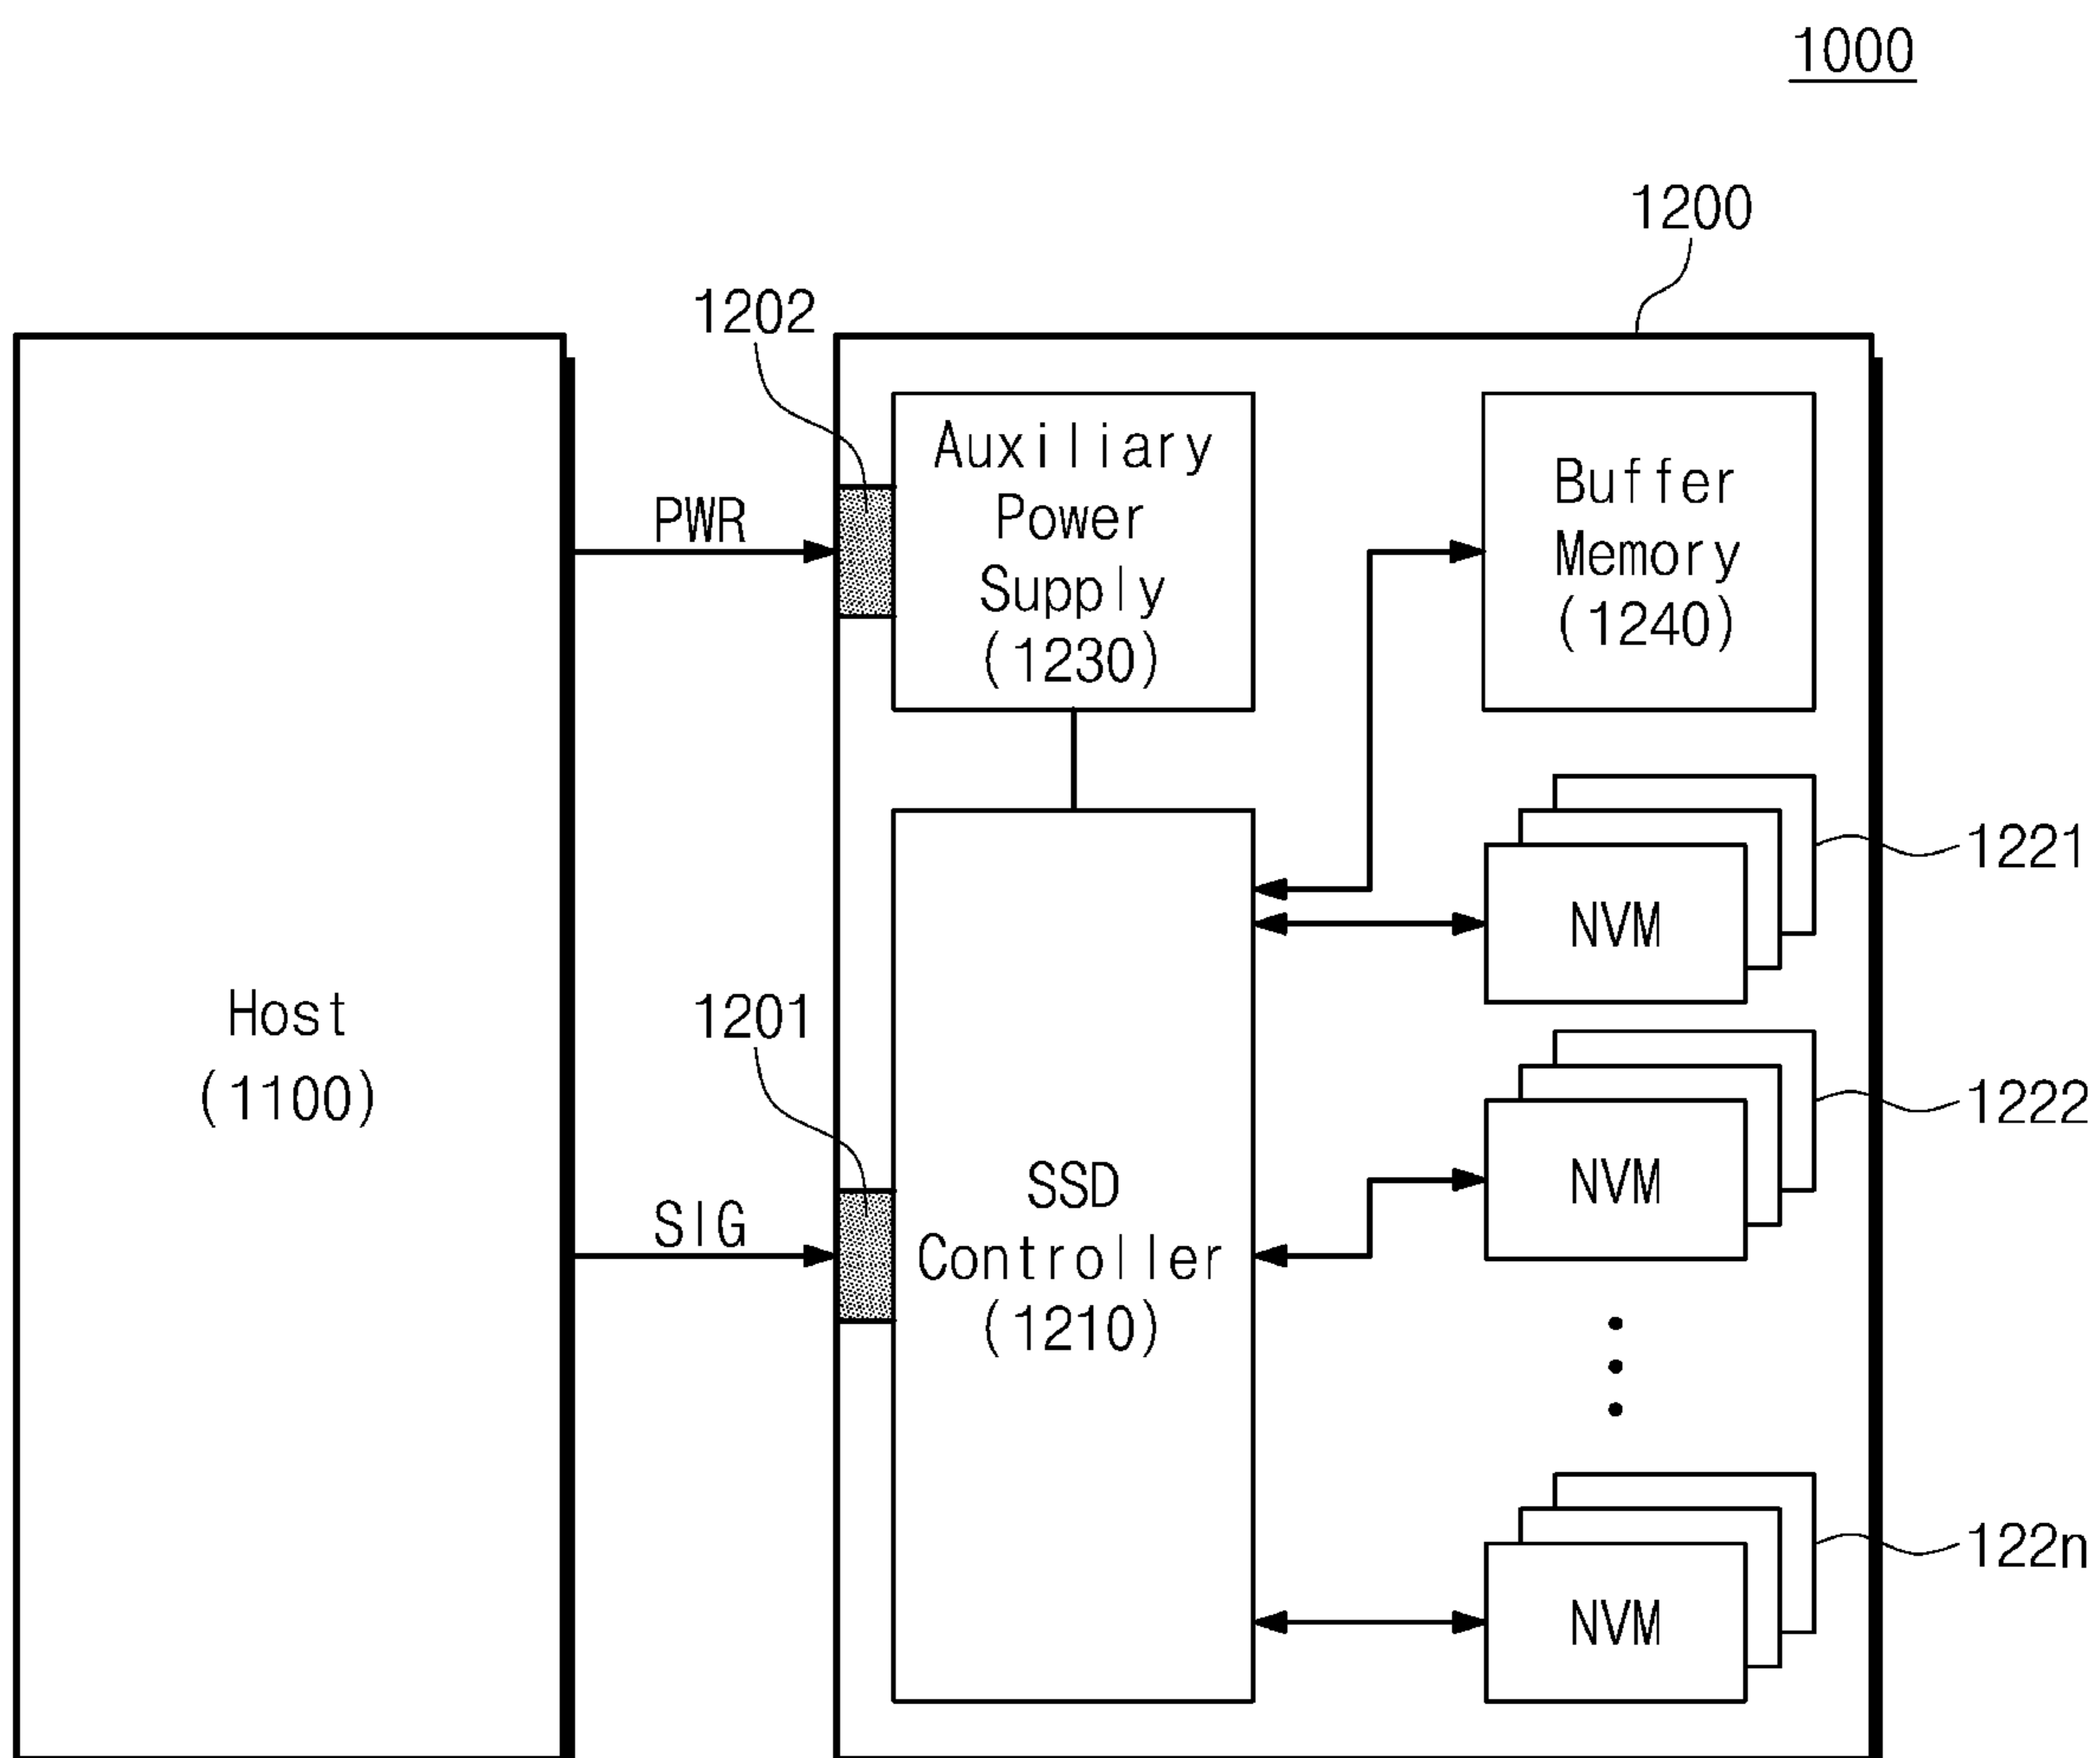 1000
1200
1202
Auxiliary
Power
Supply
(1230)
Buffer
Memory
(1240)
PWR
1221
NVM
Host
(1100)
1201
SIG
SSD
Controller
(1210)
1222
NVM
122n
NVM